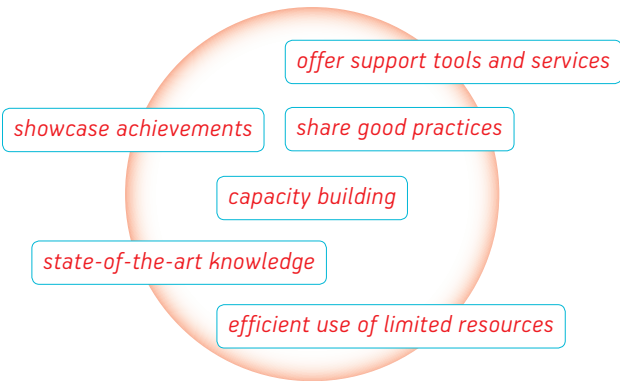 offer support tools and services
showcase achievements
share good practices
capacity building
state-of-the-art knowledge
efficient use of limited resources